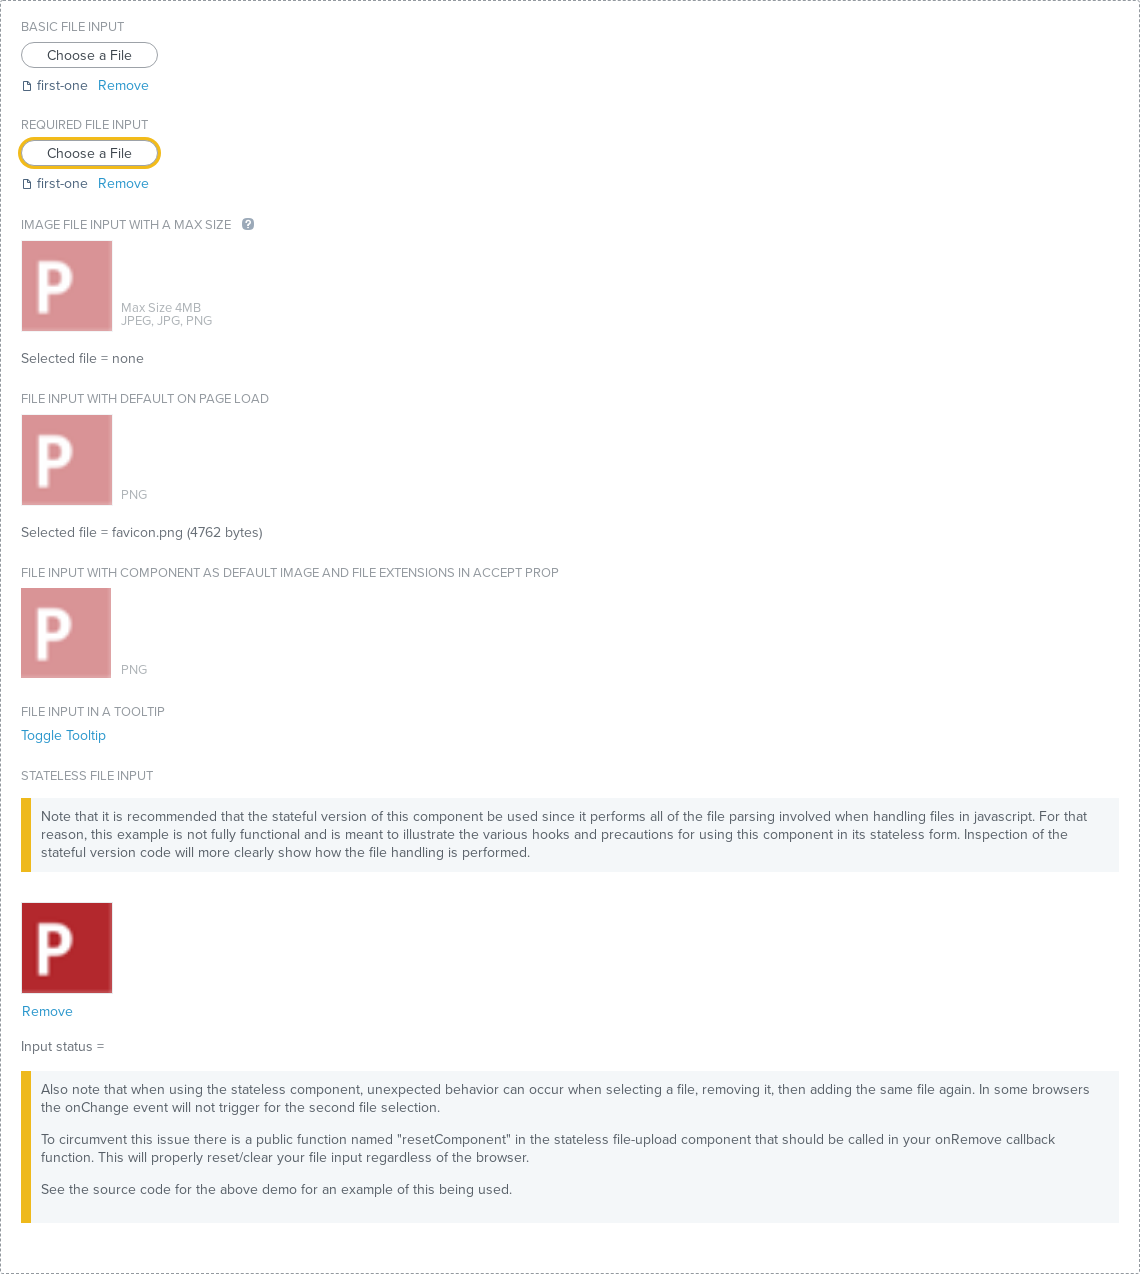 BASIC FILE INPUT
Choose a File
first-one Remove
REQUIRED FILE INPUT
Choose a File
first-one Remove
IMAGE FILE INPUT WITH A MAX SIZE ?
P
Max Size 4MB
JPEG, JPG, PNG
Selected file = none
FILE INPUT WITH DEFAULT ON PAGE LOAD
P
PNG
Selected file = favicon.png (4762 bytes)
FILE INPUT WITH COMPONENT AS DEFAULT IMAGE AND FILE EXTENSIONS IN ACCEPT PROP
P
PNG
FILE INPUT IN A TOOLTIP
Toggle Tooltip
STATELESS FILE INPUT
Note that it is recommended that the stateful version of this component be used since it performs all of the file parsing involved when handling files in javascript. For that
reason, this example is not fully functional and is meant to illustrate the various hooks and precautions for using this component in its stateless form. Inspection of the
stateful version code will more clearly show how the file handling is performed.
P
Remove
Input status =
Also note that when using the stateless component, unexpected behavior can occur when selecting a file, removing it, then adding the same file again. In some browsers
the onChange event will not trigger for the second file selection.
To circumvent this issue there is a public function named "resetComponent" in the stateless file-upload component that should be called in your onRemove callback
function. This will properly reset/clear your file input regardless of the browser.
See the source code for the above demo for an example of this being used.